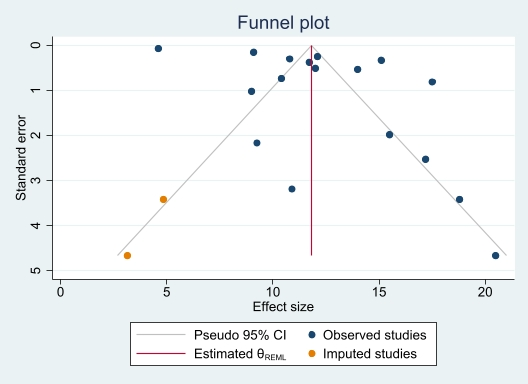 Funnel plot
Standard error
0
1
2
3
4
5
0 5 10 15 20
Effect size
Pseudo 95% CI Observed studies
Estimated θREML Imputed studies